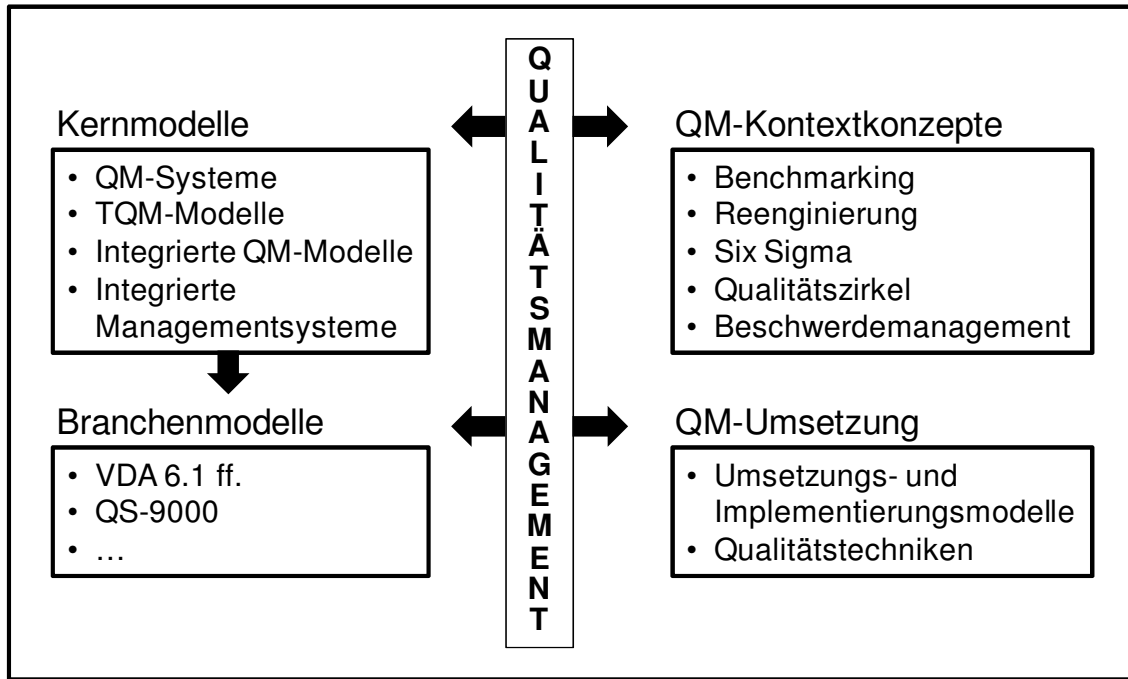 QUALITÄTSMANAGEMENT
Kernmodelle
• QM-Systeme
• TQM-Modelle
• Integrierte QM-Modelle
• Integrierte
Managementsysteme
Branchenmodelle
• VDA 6.1 ff.
• QS-9000
• …
QM-Kontextkonzepte
• Benchmarking
• Reenginierung
• Six Sigma
• Qualitätszirkel
• Beschwerdemanagement
QM-Umsetzung
• Umsetzungs- und
Implementierungsmodelle
• Qualitätstechniken